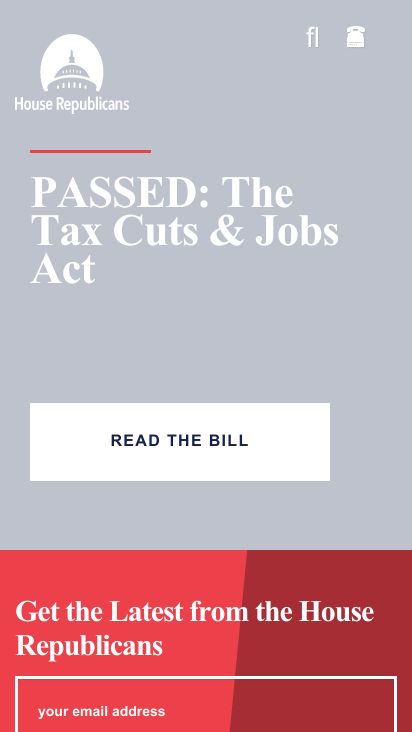 House Republicans
PASSED: The
Tax Cuts & Jobs
Act
READ THE BILL
Get the Latest from the House
Republicans
your email address